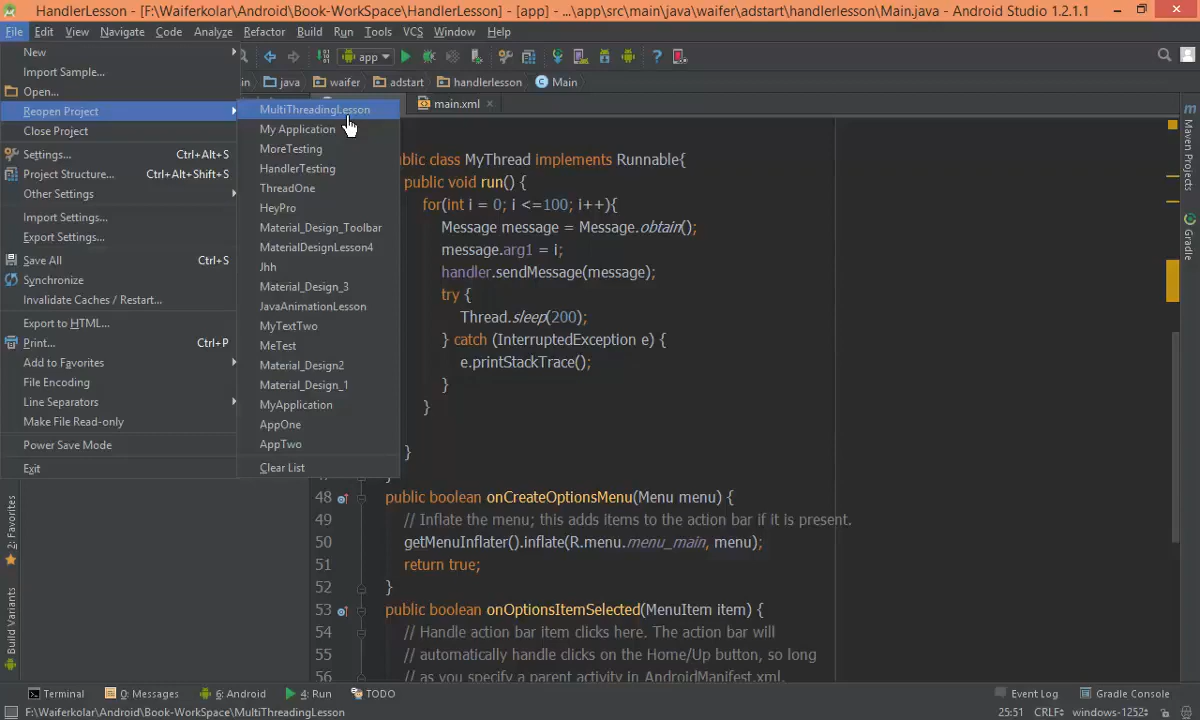 HandlerLesson - [F:\Waiferkolar\Android\Book-WorkSpace\HandlerLesson] - [app] - ...\app\src\main\java\waifer\adstart\handlerlesson\Main.java - Android Studio 1.2.1.1
File Edit View Navigate Code Analyze Refactor Build Run Tools VCS Window Help
app
java waifer adstart handlerlesson Main
main.xml
New
Import Sample...
Open...
Reopen Project
Close Project
Settings... Ctrl+Alt+S
Project Structure... Ctrl+Alt+Shift+S
Other Settings
Import Settings...
Export Settings...
Save All Ctrl+S
Synchronize
Invalidate Caches / Restart...
Export to HTML...
Print... Ctrl+P
Add to Favorites
File Encoding
Line Separators
Make File Read-only
Power Save Mode
Exit
MultiThreadingLesson
My Application
MoreTesting
HandlerTesting
ThreadOne
HeyPro
Material_Design_Toolbar
MaterialDesignLesson4
Jhh
Material_Design_3
JavaAnimationLesson
MyTextTwo
MeTest
Material_Design2
Material_Design_1
MyApplication
AppOne
AppTwo
Clear List
class MyThread implements Runnable{
public void run() {
for(int i = 0; i <=100; i++){
Message message = Message.obtain();
message.arg1 = i;
handler.sendMessage(message);
try {
Thread.sleep(200);
} catch (InterruptedException e) {
e.printStackTrace();
}
}
}
48 public boolean onCreateOptionsMenu(Menu menu) {
49 // Inflate the menu; this adds items to the action bar if it is present.
50 getMenuInflater().inflate(R.menu.menu_main, menu);
51 return true;
52 }
53 public boolean onOptionsItemSelected(MenuItem item) {
54 // Handle action bar item clicks here. The action bar will
55 // automatically handle clicks on the Home/Up button, so long
56 // as you specify a parent activity in AndroidManifest.xml.
Maven Projects
Gradle
2: Favorites
Build Variants
Terminal 0: Messages 6: Android 4: Run TODO Event Log Gradle Console
F:\Waiferkolar\Android\Book-WorkSpace\MultiThreadingLesson 25:51 CRLF windows-1252